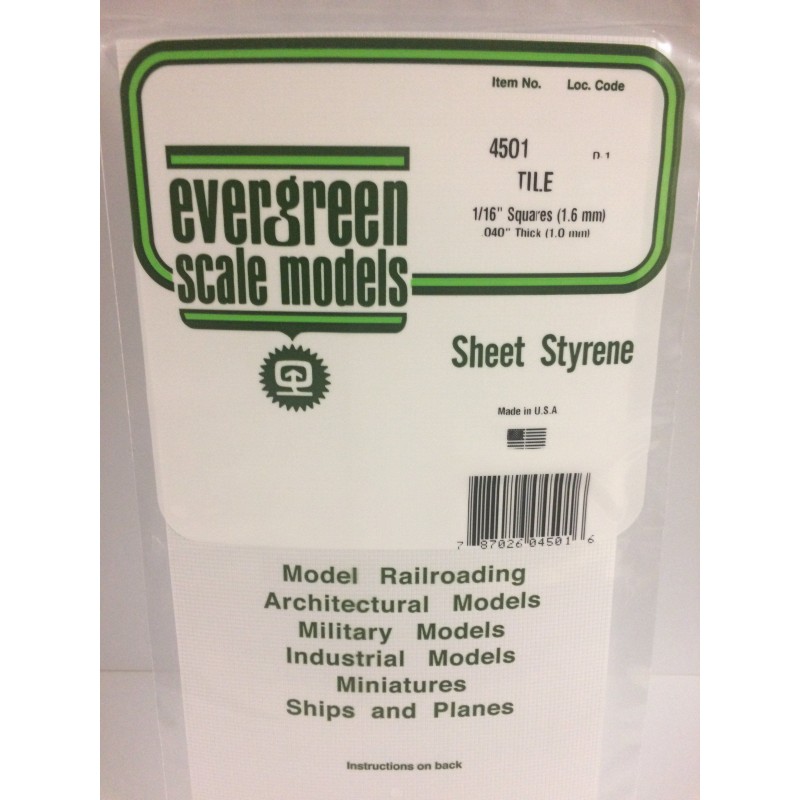 Item No. Loc. Code
4501 D-1
TILE
1/16" Squares (1.6 mm)
.040" Thick (1.0 mm)
evergreen
scale models
Sheet Styrene
Made in U.S.A
7 87026 04501 6
Model Railroading
Architectural Models
Military Models
Industrial Models
Miniatures
Ships and Planes
Instructions on back